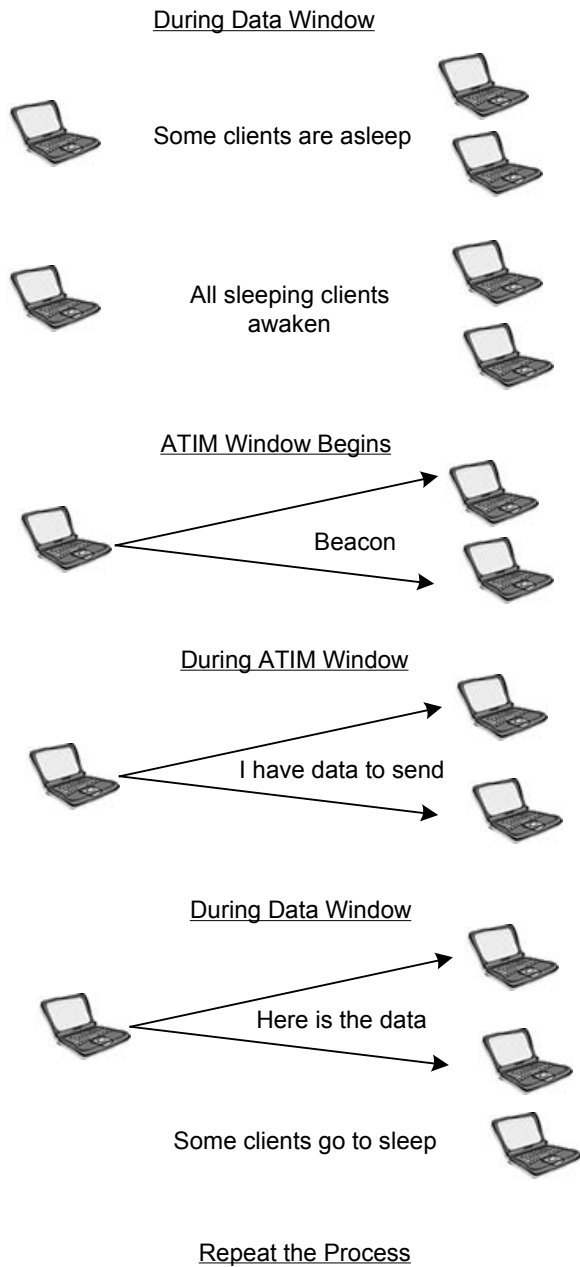 During Data Window
Some clients are asleep
All sleeping clients
awaken
ATIM Window Begins
Beacon
During ATIM Window
I have data to send
During Data Window
Here is the data
Some clients go to sleep
Repeat the Process